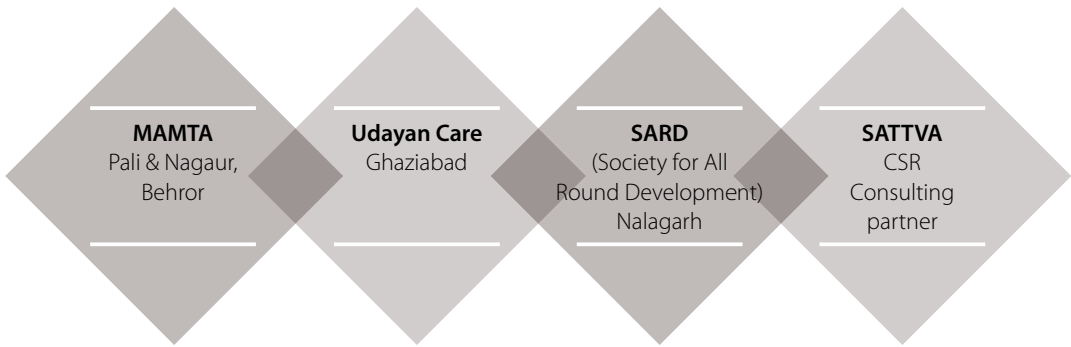 MAMTA
Pali & Nagaur,
Behror
Udayan Care
Ghaziabad
SARD
(Society for All
Round Development)
Nalagarh
SATTVA
CSR
Consulting
partner